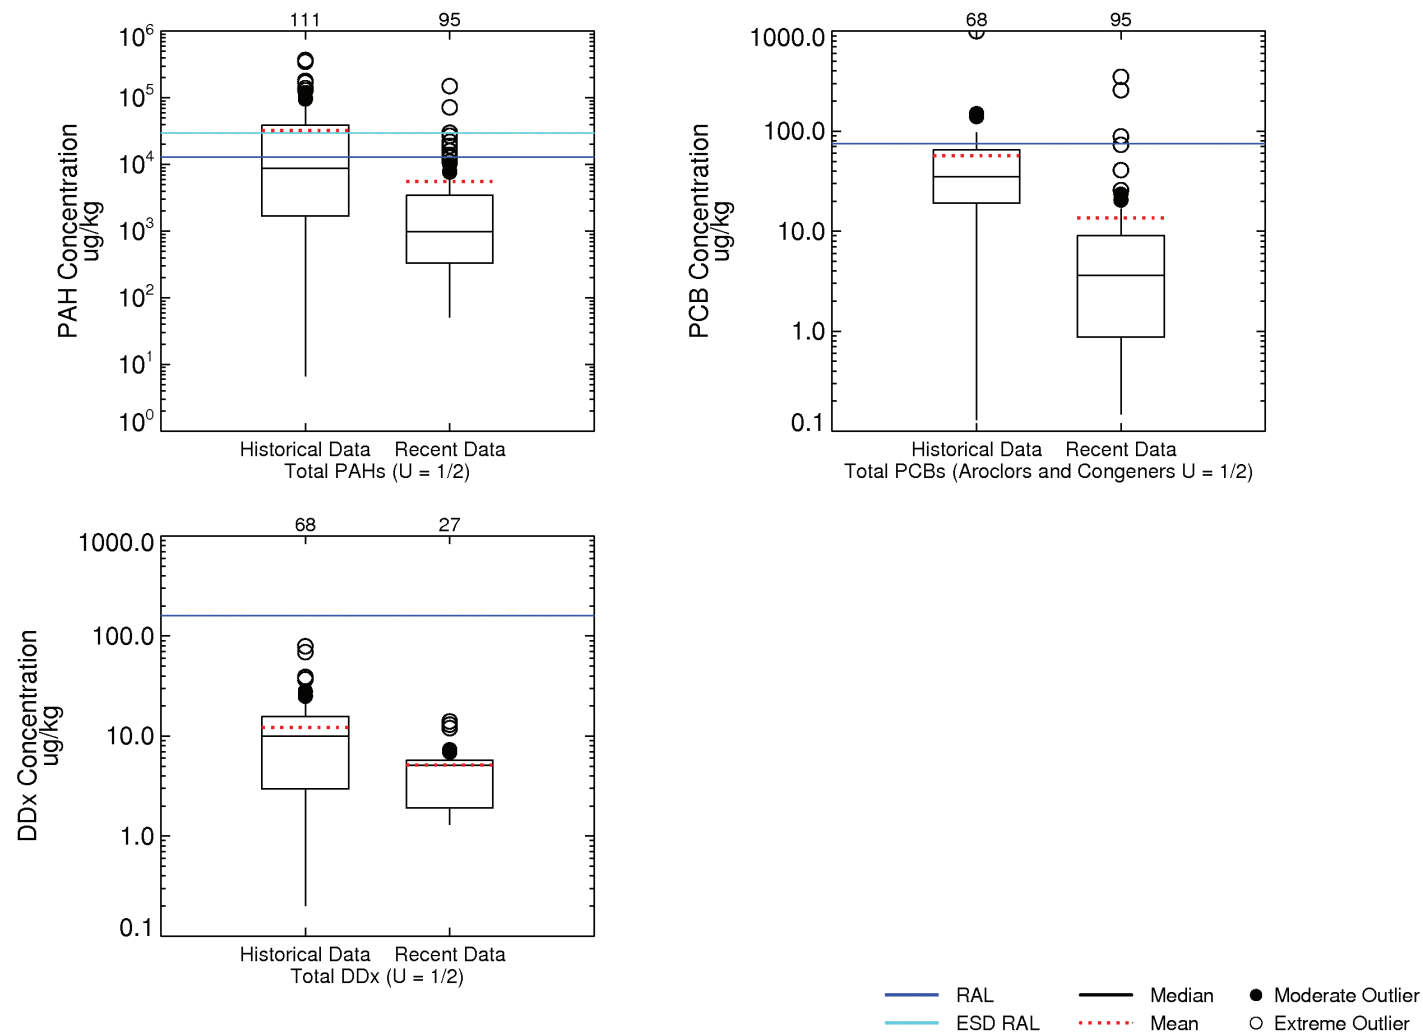 111 95
10^6
10^5
10^4
10^3
10^2
10^1
10^0
PAH Concentration
ug/kg
Historical Data Recent Data
Total PAHs (U = 1/2)
68 95
1000.0
100.0
10.0
1.0
0.1
PCB Concentration
ug/kg
Historical Data Recent Data
Total PCBs (Aroclors and Congeners U = 1/2)
68 27
1000.0
100.0
10.0
1.0
0.1
DDx Concentration
ug/kg
Historical Data Recent Data
Total DDx (U = 1/2)
RAL Median Moderate Outlier
ESD RAL Mean Extreme Outlier